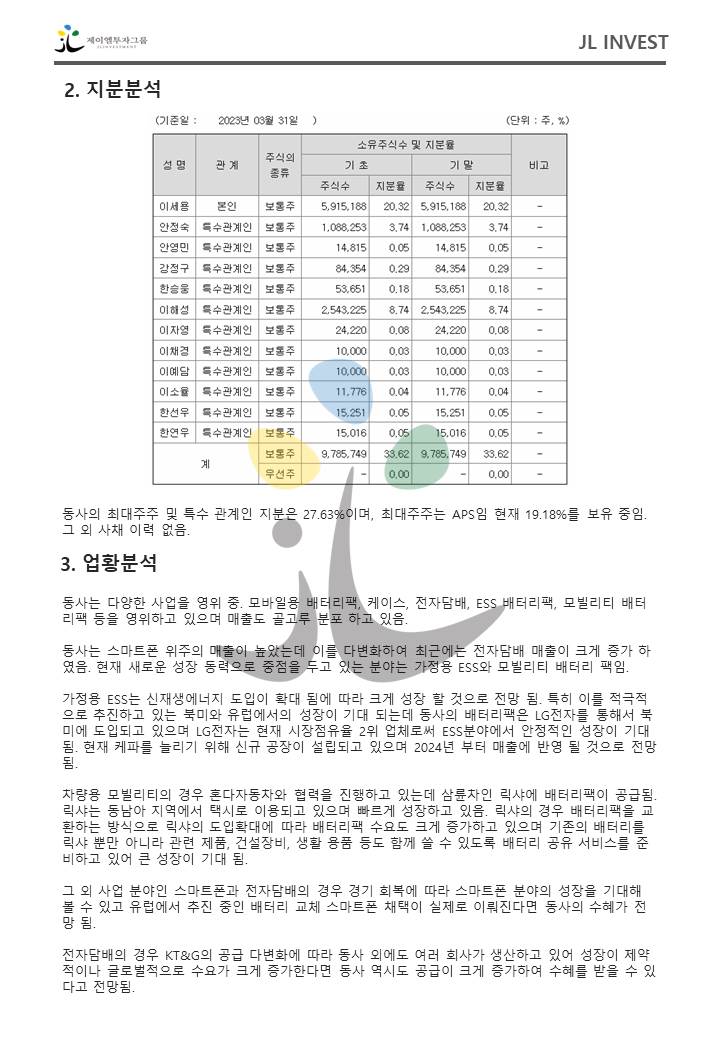 제이엘투자그룹
JL INVESTMENT
JL INVEST
2. 지분분석
(기준일 : 2023년 03월 31일 ) (단위 : 주, %)
성 명 관 계 주식의 종류 소유주식수 및 지분율 비고
기 초 기 말
주식수 지분율 주식수 지분율
이세용 본인 보통주 5,915,188 20.32 5,915,188 20.32 -
안정숙 특수관계인 보통주 1,088,253 3.74 1,088,253 3.74 -
안영민 특수관계인 보통주 14,815 0.05 14,815 0.05 -
강정구 특수관계인 보통주 84,354 0.29 84,354 0.29 -
한승웅 특수관계인 보통주 53,651 0.18 53,651 0.18 -
이해성 특수관계인 보통주 2,543,225 8.74 2,543,225 8.74 -
이자영 특수관계인 보통주 24,220 0.08 24,220 0.08 -
이채경 특수관계인 보통주 10,000 0.03 10,000 0.03 -
이예담 특수관계인 보통주 10,000 0.03 10,000 0.03 -
이소율 특수관계인 보통주 11,776 0.04 11,776 0.04 -
한선우 특수관계인 보통주 15,251 0.05 15,251 0.05 -
한연우 특수관계인 보통주 15,016 0.05 15,016 0.05 -
계 보통주 9,785,749 33.62 9,785,749 33.62 -
우선주 - 0.00 - 0.00 -
동사의 최대주주 및 특수 관계인 지분은 27.63%이며, 최대주주는 APS임 현재 19.18%를 보유 중임.
그 외 사채 이력 없음.
3. 업황분석
동사는 다양한 사업을 영위 중. 모바일용 배터리팩, 케이스, 전자담배, ESS 배터리팩, 모빌리티 배터
리팩 등을 영위하고 있으며 매출도 골고루 분포 하고 있음.
동사는 스마트폰 위주의 매출이 높았는데 이를 다변화하여 최근에는 전자담배 매출이 크게 증가 하
였음. 현재 새로운 성장 동력으로 중점을 두고 있는 분야는 가정용 ESS와 모빌리티 배터리 팩임.
가정용 ESS는 신재생에너지 도입이 확대 됨에 따라 크게 성장 할 것으로 전망 됨. 특히 이를 적극적
으로 추진하고 있는 북미와 유럽에서의 성장이 기대 되는데 동사의 배터리팩은 LG전자를 통해서 북
미에 도입되고 있으며 LG전자는 현재 시장점유율 2위 업체로써 ESS분야에서 안정적인 성장이 기대
됨. 현재 케파를 늘리기 위해 신규 공장이 설립되고 있으며 2024년 부터 매출에 반영 될 것으로 전망
됨.
차량용 모빌리티의 경우 혼다자동차와 협력을 진행하고 있는데 삼륜차인 릭샤에 배터리팩이 공급됨.
릭샤는 동남아 지역에서 택시로 이용되고 있으며 빠르게 성장하고 있음. 릭샤의 경우 배터리팩을 교
환하는 방식으로 릭샤의 도입확대에 따라 배터리팩 수요도 크게 증가하고 있으며 기존의 배터리를
릭샤 뿐만 아니라 관련 제품, 건설장비, 생활 용품 등도 함께 쓸 수 있도록 배터리 공유 서비스를 준
비하고 있어 큰 성장이 기대 됨.
그 외 사업 분야인 스마트폰과 전자담배의 경우 경기 회복에 따라 스마트폰 분야의 성장을 기대해
볼 수 있고 유럽에서 추진 중인 배터리 교체 스마트폰 채택이 실제로 이뤄진다면 동사의 수혜가 전
망 됨.
전자담배의 경우 KT&G의 공급 다변화에 따라 동사 외에도 여러 회사가 생산하고 있어 성장이 제약
적이나 글로벌적으로 수요가 크게 증가한다면 동사 역시도 공급이 크게 증가하여 수혜를 받을 수 있
다고 전망됨.